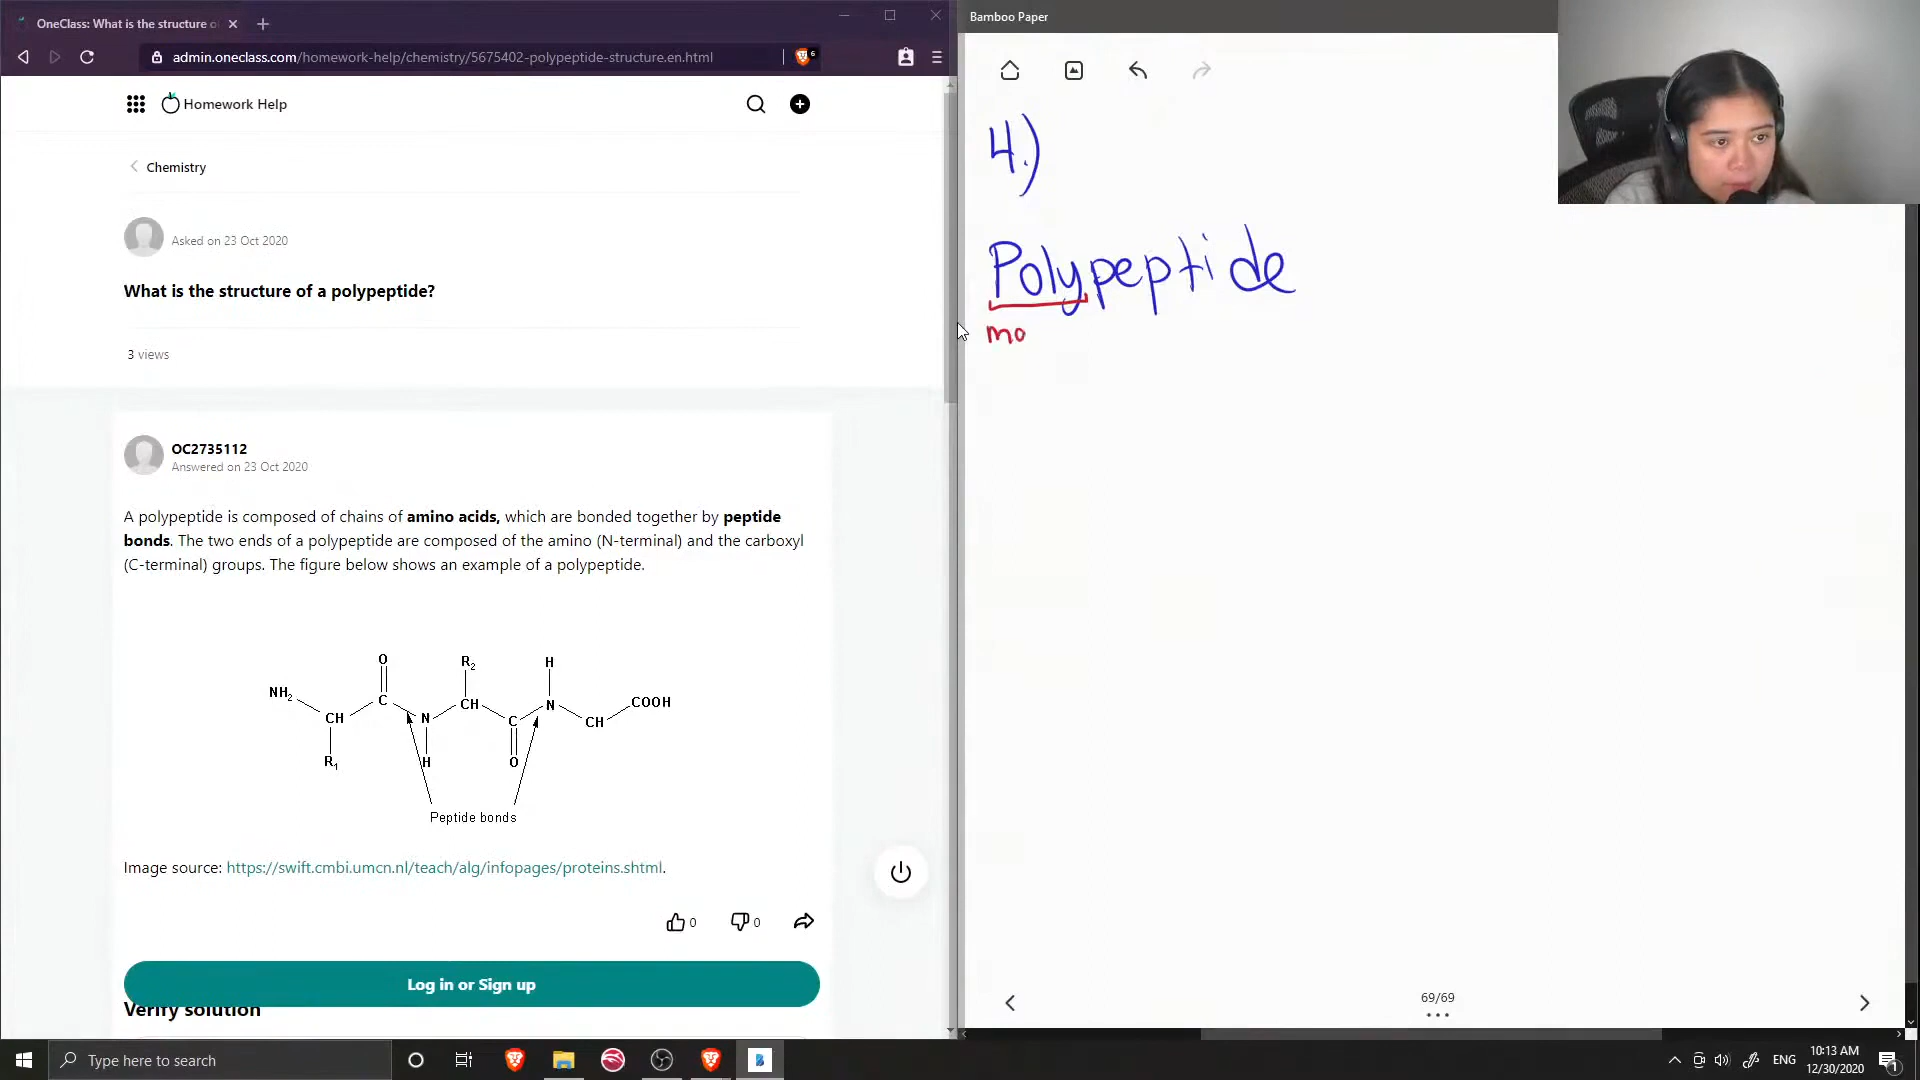 OneClass: What is the structure o
Bamboo Paper
admin.oneclass.com/homework-help/chemistry/5675402-polypeptide-structure.en.html
6
Homework Help
Chemistry
Asked on 23 Oct 2020
What is the structure of a polypeptide?
3 views
OC2735112
Answered on 23 Oct 2020
A polypeptide is composed of chains of amino acids, which are bonded together by peptide
bonds. The two ends of a polypeptide are composed of the amino (N-terminal) and the carboxyl
(C-terminal) groups. The figure below shows an example of a polypeptide.
O R₂ H
NH₂ C CH N COOH
CH N C CH
R₁ H O
Peptide bonds
Image source: https://swift.cmbi.umcn.nl/teach/alg/infopages/proteins.shtml.
0 0
Log in or Sign up
Verify solution
4.)
Polypeptide
mo
69/69
Type here to search
B
ENG
10:13 AM
12/30/2020
1